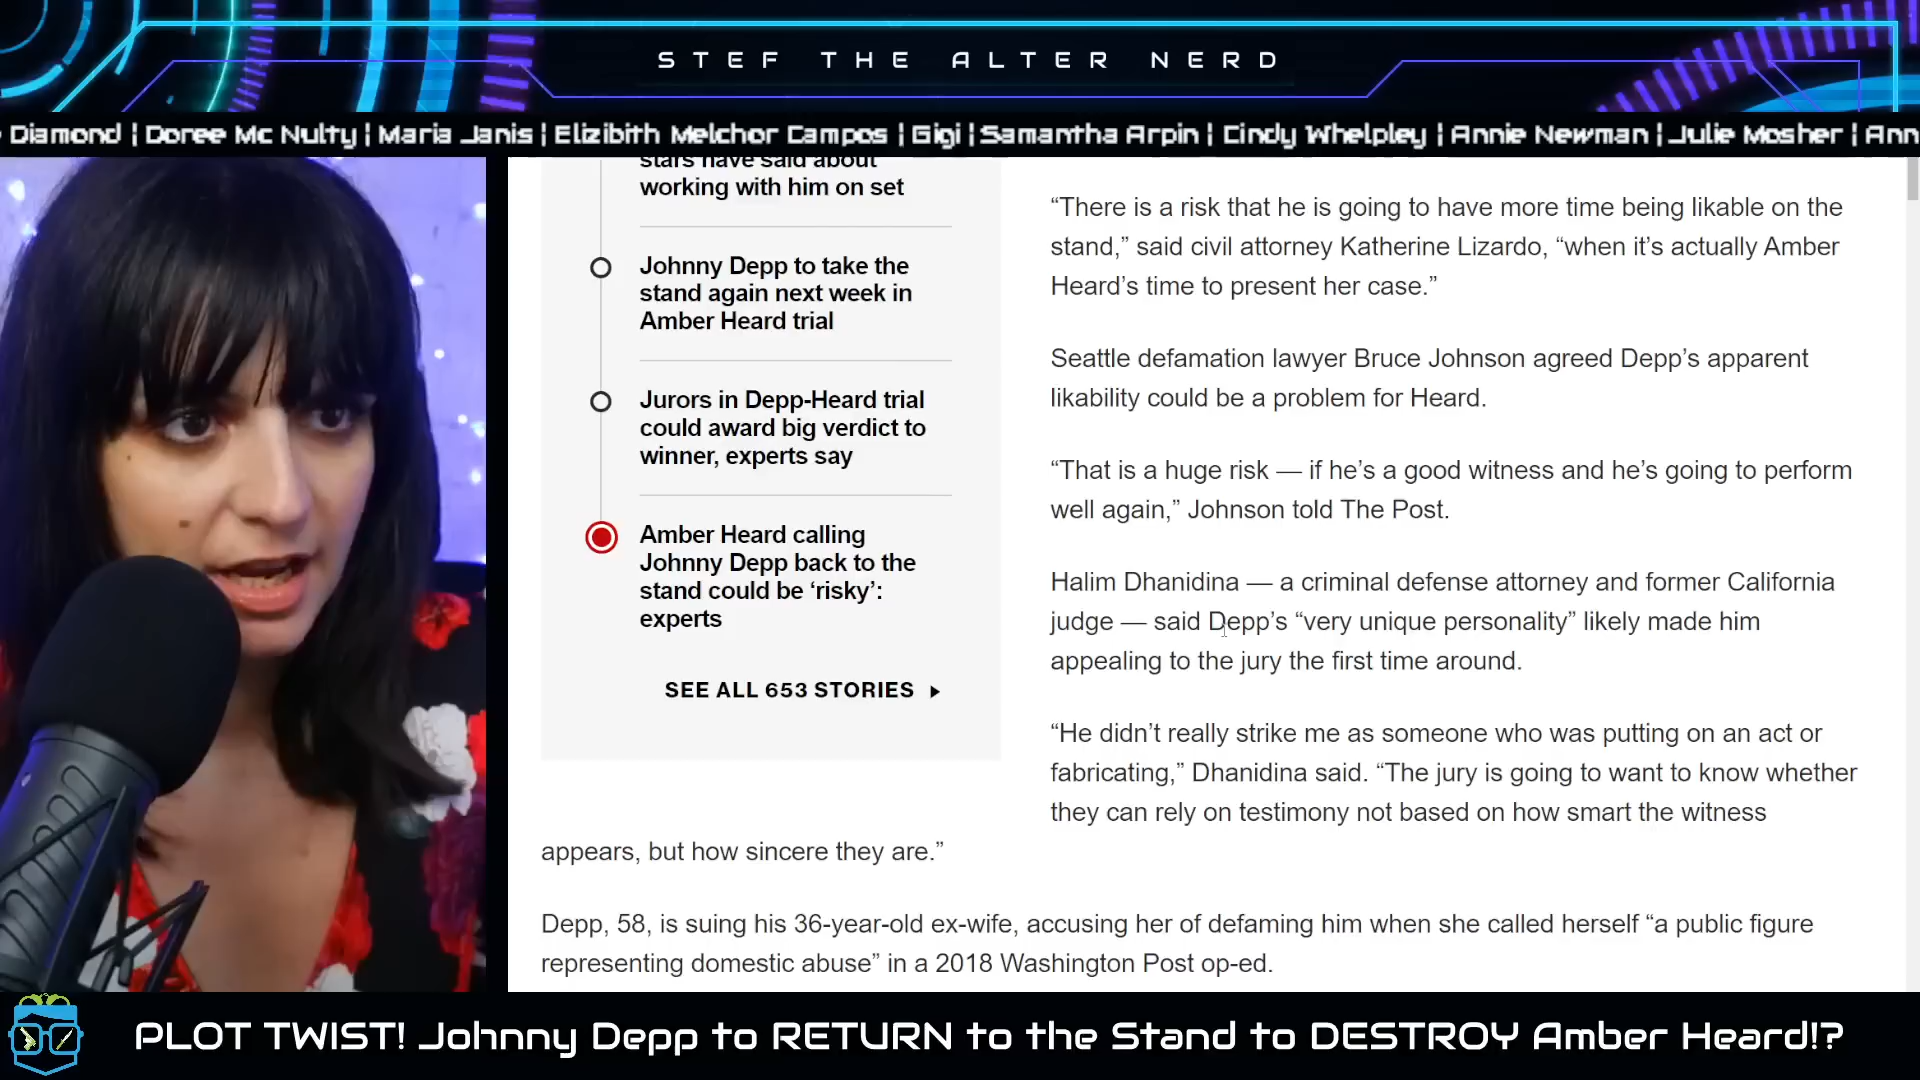 STEF THE ALTER NERD
Diamond | Doree Mc Nulty | Maria Janis | Elizibith Melchor Campos | Gigi | Samantha Arpin | Cindy Whelpley | Annie Newman | Julie Mosher | Ann
stars have said about
working with him on set
Johnny Depp to take the
stand again next week in
Amber Heard trial
Jurors in Depp-Heard trial
could award big verdict to
winner, experts say
Amber Heard calling
Johnny Depp back to the
stand could be ‘risky’:
experts
SEE ALL 653 STORIES
“There is a risk that he is going to have more time being likable on the
stand,” said civil attorney Katherine Lizardo, “when it’s actually Amber
Heard’s time to present her case.”
Seattle defamation lawyer Bruce Johnson agreed Depp’s apparent
likability could be a problem for Heard.
“That is a huge risk — if he’s a good witness and he’s going to perform
well again,” Johnson told The Post.
Halim Dhanidina — a criminal defense attorney and former California
judge — said Depp’s “very unique personality” likely made him
appealing to the jury the first time around.
“He didn’t really strike me as someone who was putting on an act or
fabricating,” Dhanidina said. “The jury is going to want to know whether
they can rely on testimony not based on how smart the witness
appears, but how sincere they are.”
Depp, 58, is suing his 36-year-old ex-wife, accusing her of defaming him when she called herself “a public figure
representing domestic abuse” in a 2018 Washington Post op-ed.
PLOT TWIST! Johnny Depp to RETURN to the Stand to DESTROY Amber Heard!?